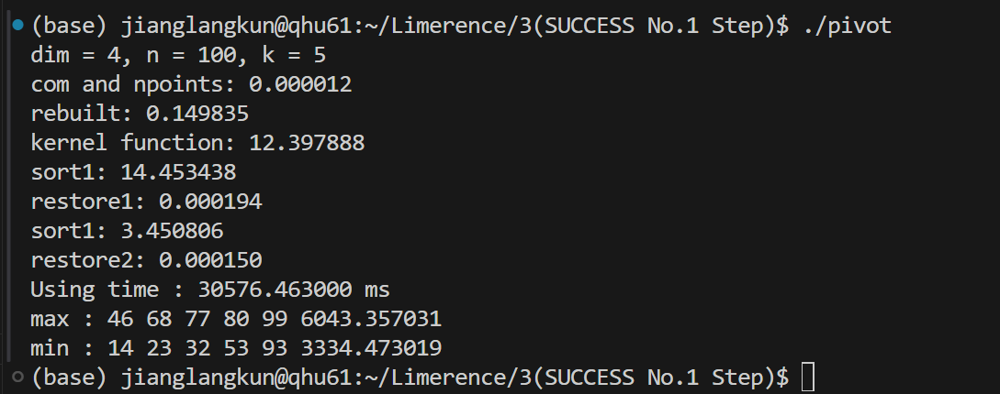 (base) jianglangkun@qhu61:~/Limerence/3(SUCCESS No.1 Step)$ ./pivot
dim = 4, n = 100, k = 5
com and npoints: 0.000012
rebuilt: 0.149835
kernel function: 12.397888
sort1: 14.453438
restore1: 0.000194
sort1: 3.450806
restore2: 0.000150
Using time : 30576.463000 ms
max : 46 68 77 80 99 6043.357031
min : 14 23 32 53 93 3334.473019
(base) jianglangkun@qhu61:~/Limerence/3(SUCCESS No.1 Step)$